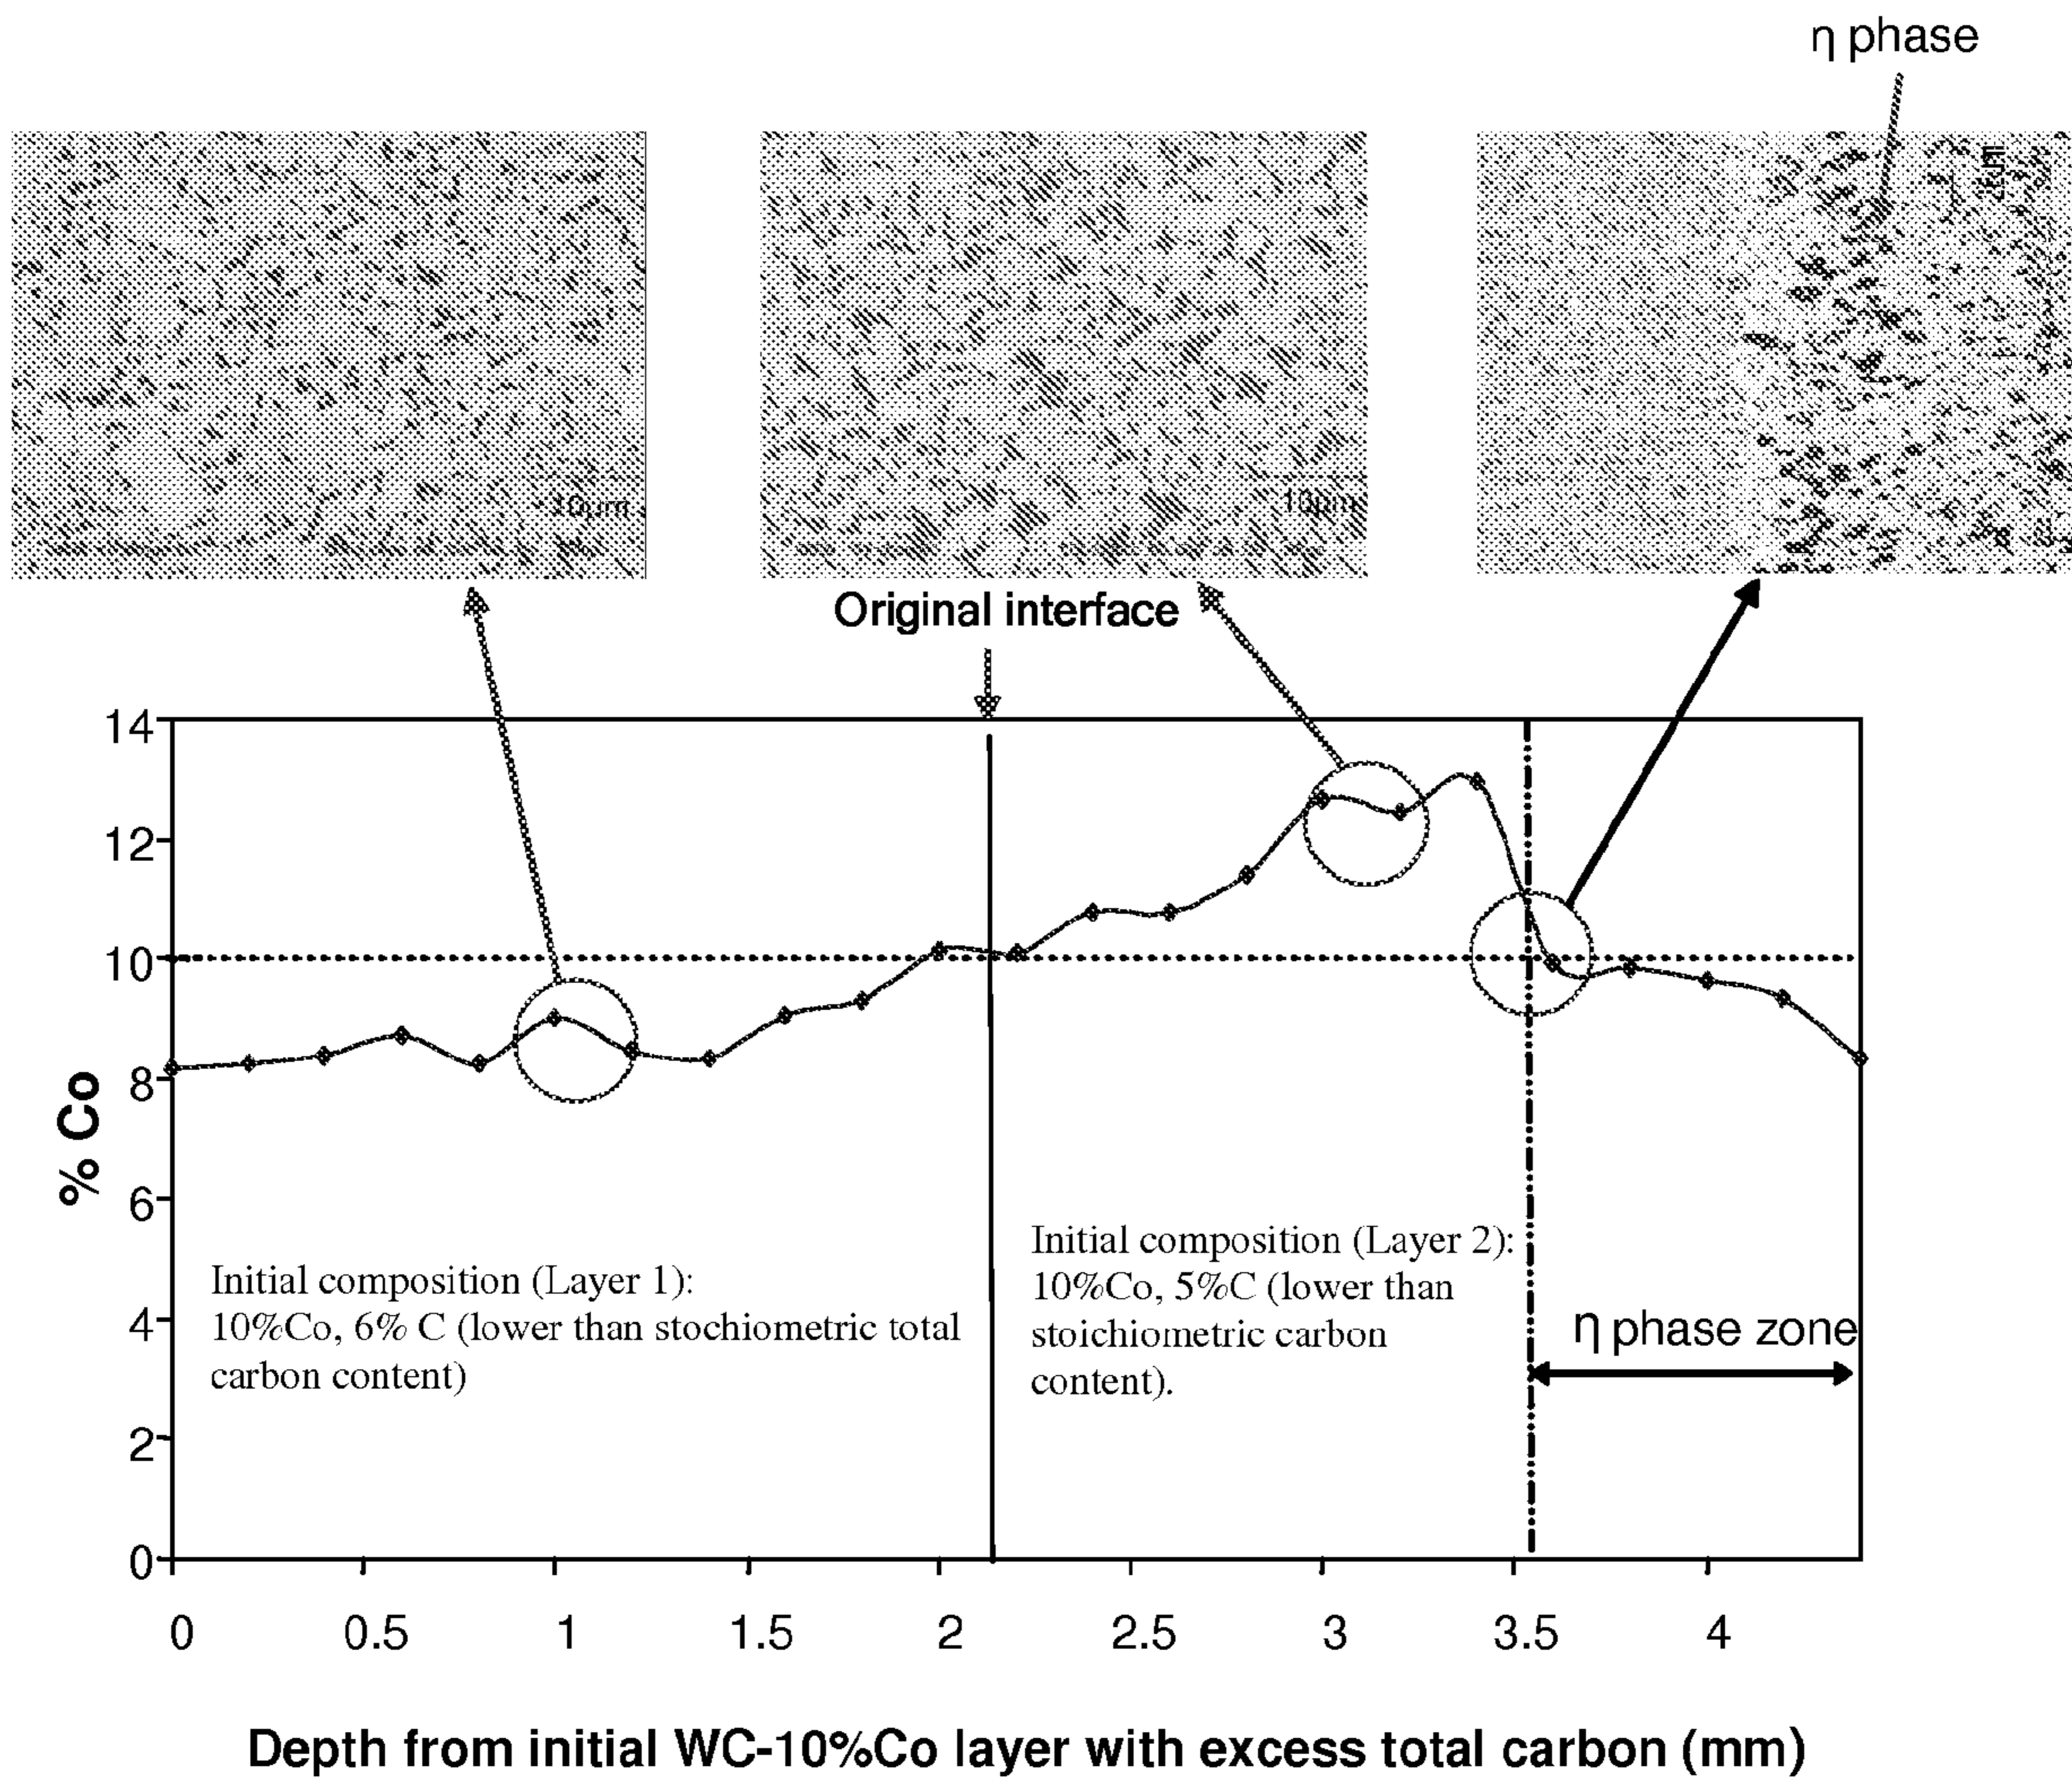 η phase
10μm
10μm
Original interface
14
12
10
8
6
4
2
0
% Co
Initial composition (Layer 1):
10%Co, 6% C (lower than stochiometric total
carbon content)
Initial composition (Layer 2):
10%Co, 5%C (lower than
stoichiometric carbon
content).
η phase zone
0 0.5 1 1.5 2 2.5 3 3.5 4
Depth from initial WC-10%Co layer with excess total carbon (mm)